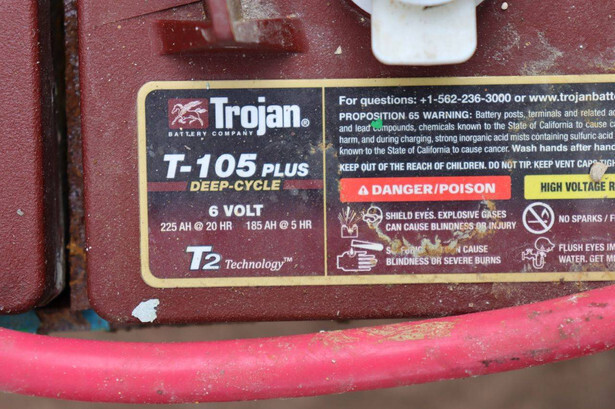 Trojan®
BATTERY COMPANY
T-105 PLUS
DEEP-CYCLE
6 VOLT
225 AH @ 20 HR 185 AH @ 5 HR
T2 Technology™
For questions: +1-562-236-3000 or www.trojanbatte
PROPOSITION 65 WARNING: Battery posts, terminals and related ac
and lead compounds, chemicals known to the State of California to cause ca
harm, and during charging, strong inorganic acid mists containing sulfuric acid
known to the State of California to cause cancer. Wash hands after hand
KEEP OUT OF THE REACH OF CHILDREN. DO NOT TIP. KEEP VENT CAPS TIG
DANGER/POISON
HIGH VOLTAGE R
SHIELD EYES. EXPLOSIVE GASES
CAN CAUSE BLINDNESS OR INJURY
NO SPARKS / F
CAUSE
BLINDNESS OR SEVERE BURNS
FLUSH EYES IM
WATER. GET M